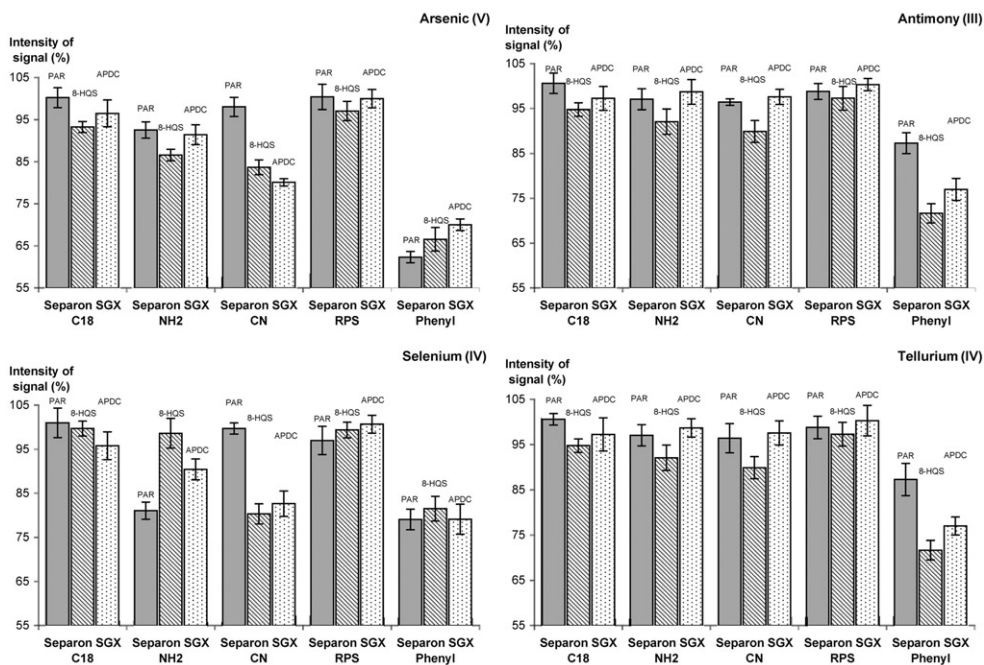 Arsenic (V)
Intensity of
signal (%)
105
95
85
75
65
55
PAR
8-HQS
APDC
PAR
8-HQS
APDC
PAR
8-HQS
APDC
PAR
8-HQS
APDC
PAR
8-HQS
APDC
Separon SGX
C18
Separon SGX
NH2
Separon SGX
CN
Separon SGX
RPS
Separon SGX
Phenyl
Antimony (III)
Intensity of
signal (%)
105
95
85
75
65
55
PAR
8-HQS
APDC
PAR
8-HQS
APDC
PAR
8-HQS
APDC
PAR
8-HQS
APDC
PAR
8-HQS
APDC
Separon SGX
C18
Separon SGX
NH2
Separon SGX
CN
Separon SGX
RPS
Separon SGX
Phenyl
Selenium (IV)
Intensity of
signal (%)
105
95
85
75
65
55
PAR
8-HQS
APDC
PAR
8-HQS
APDC
PAR
8-HQS
APDC
PAR
8-HQS
APDC
PAR
8-HQS
APDC
Separon SGX
C18
Separon SGX
NH2
Separon SGX
CN
Separon SGX
RPS
Separon SGX
Phenyl
Tellurium (IV)
Intensity of
signal (%)
105
95
85
75
65
55
PAR
8-HQS
APDC
PAR
8-HQS
APDC
PAR
8-HQS
APDC
PAR
8-HQS
APDC
PAR
8-HQS
APDC
Separon SGX
C18
Separon SGX
NH2
Separon SGX
CN
Separon SGX
RPS
Separon SGX
Phenyl